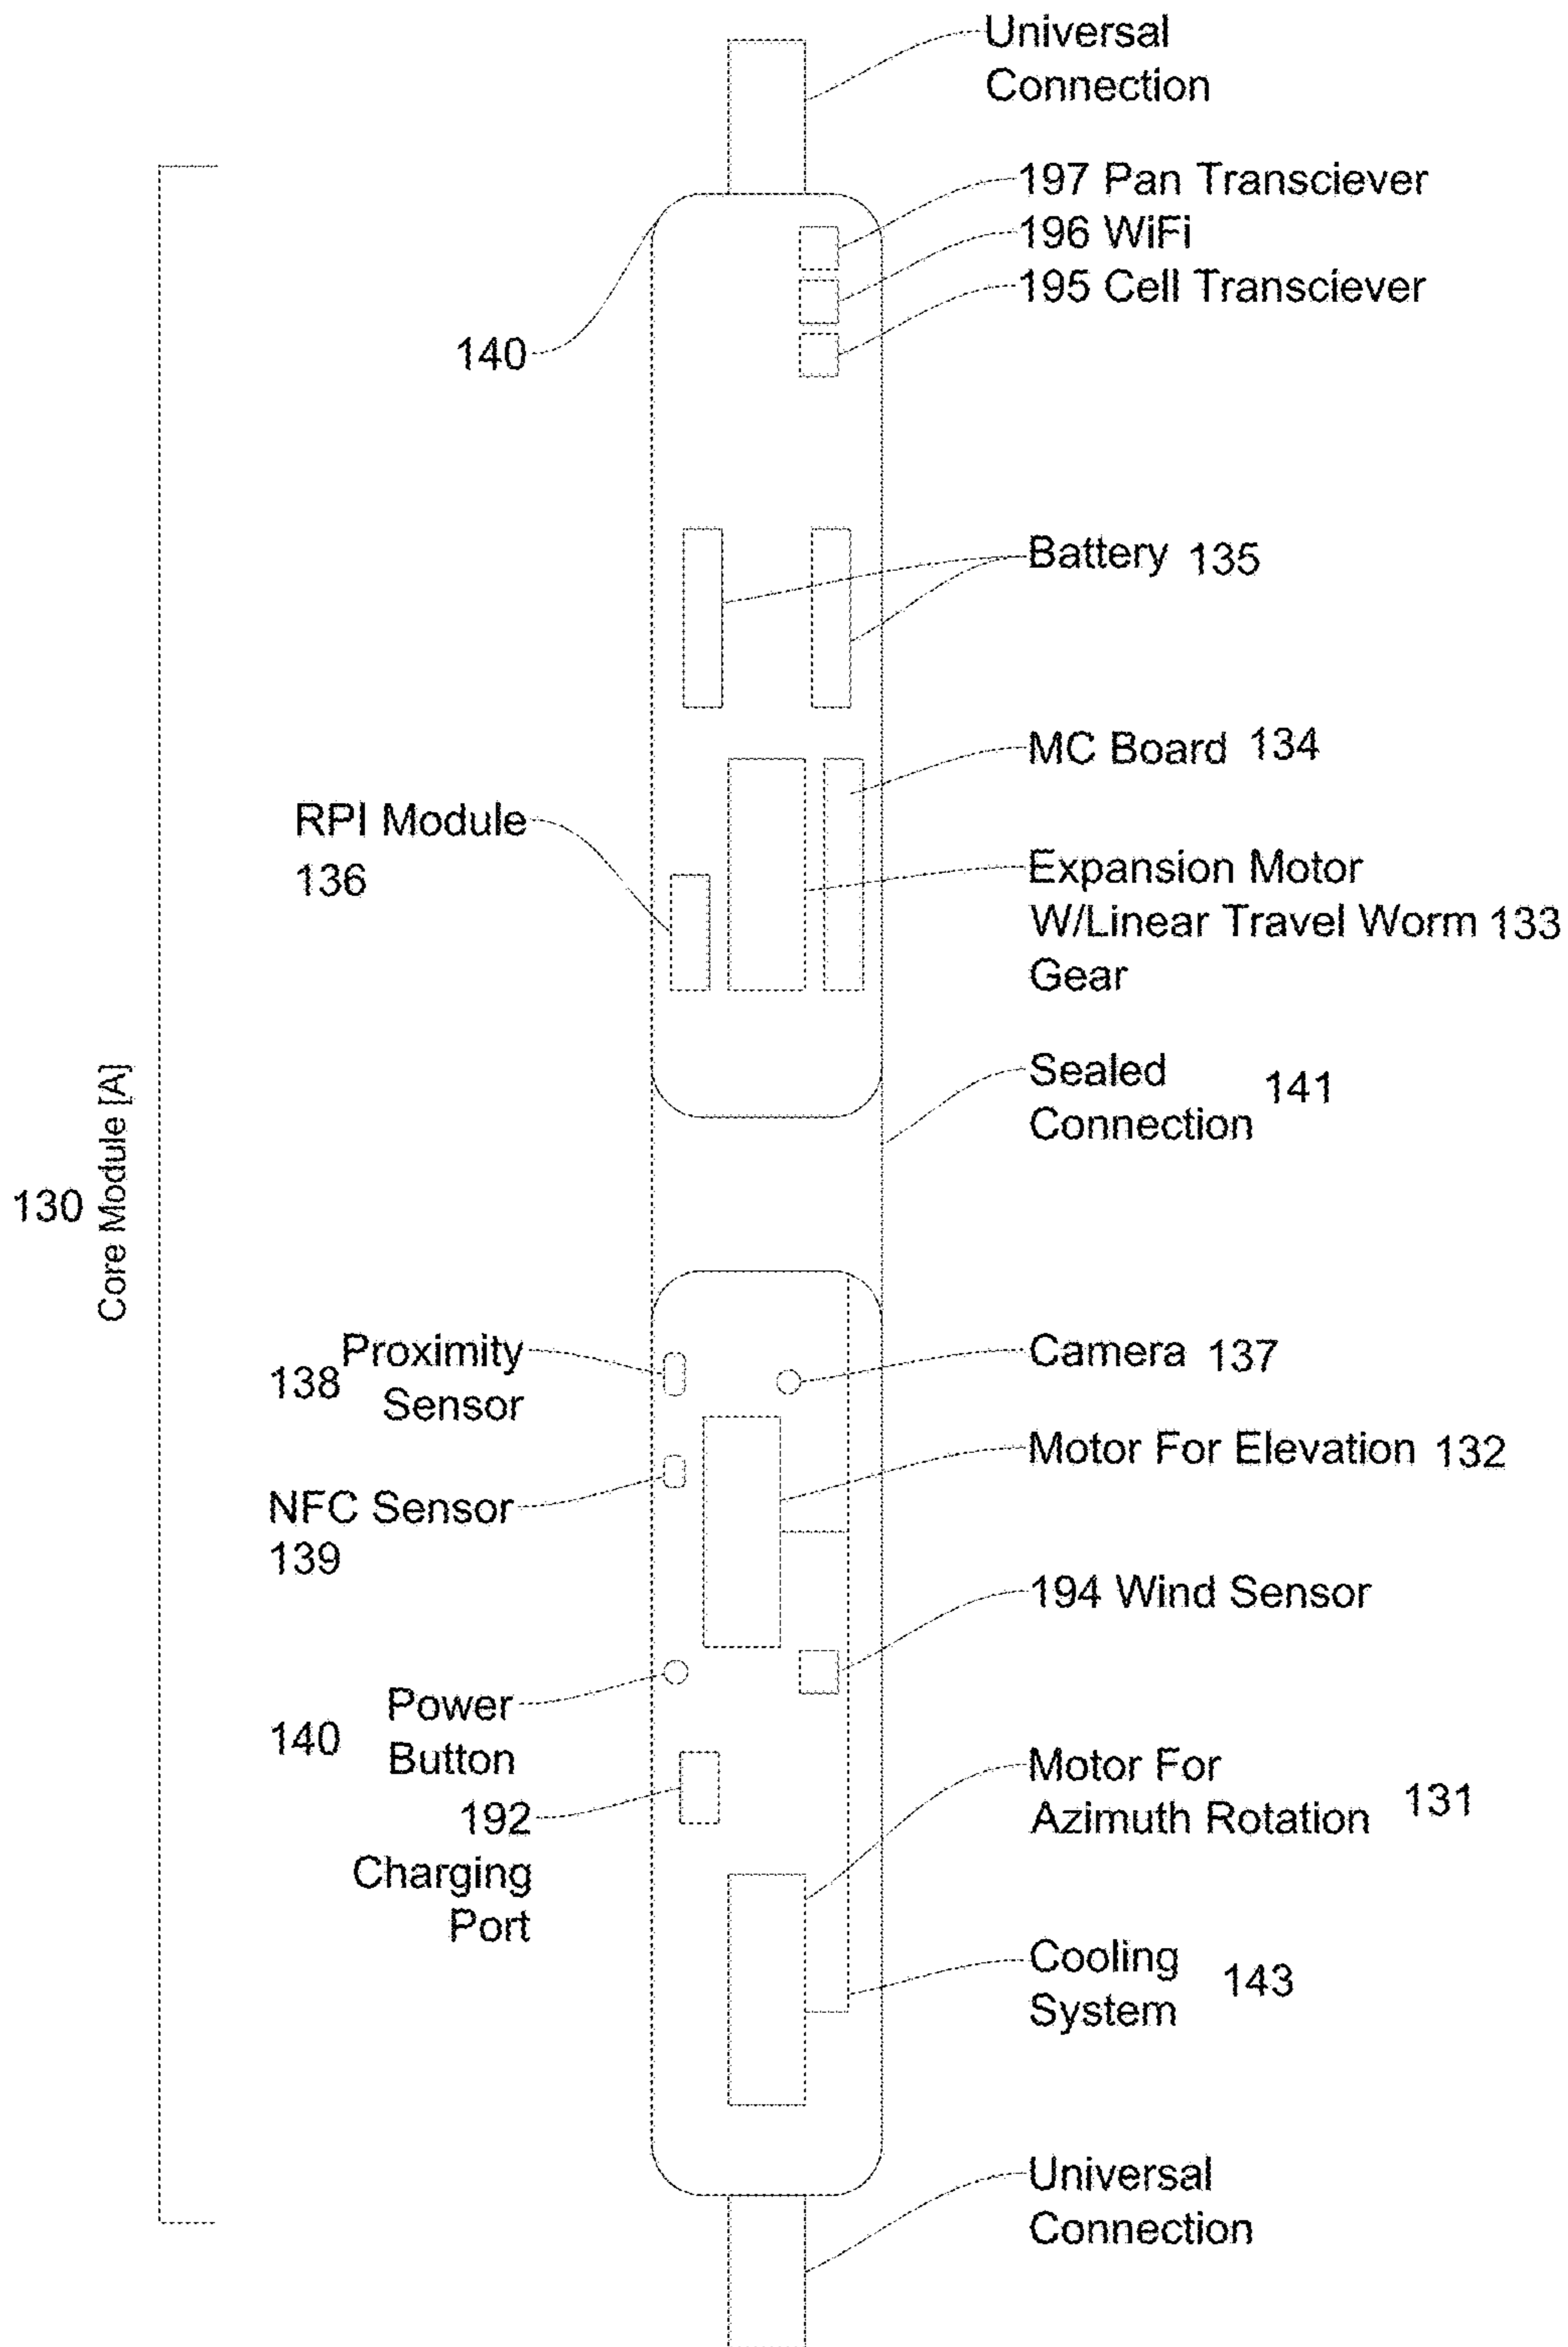 Universal
Connection
197 Pan Transciever
196 WiFi
195 Cell Transciever
140
Battery 135
MC Board 134
RPI Module
136
Expansion Motor
W/Linear Travel Worm 133
Gear
Sealed
Connection 141
130 Core Module [A]
Proximity
138 Sensor
Camera 137
Motor For Elevation 132
NFC Sensor
139
194 Wind Sensor
Power
140 Button
192
Charging
Port
Motor For
Azimuth Rotation 131
Cooling
System 143
Universal
Connection